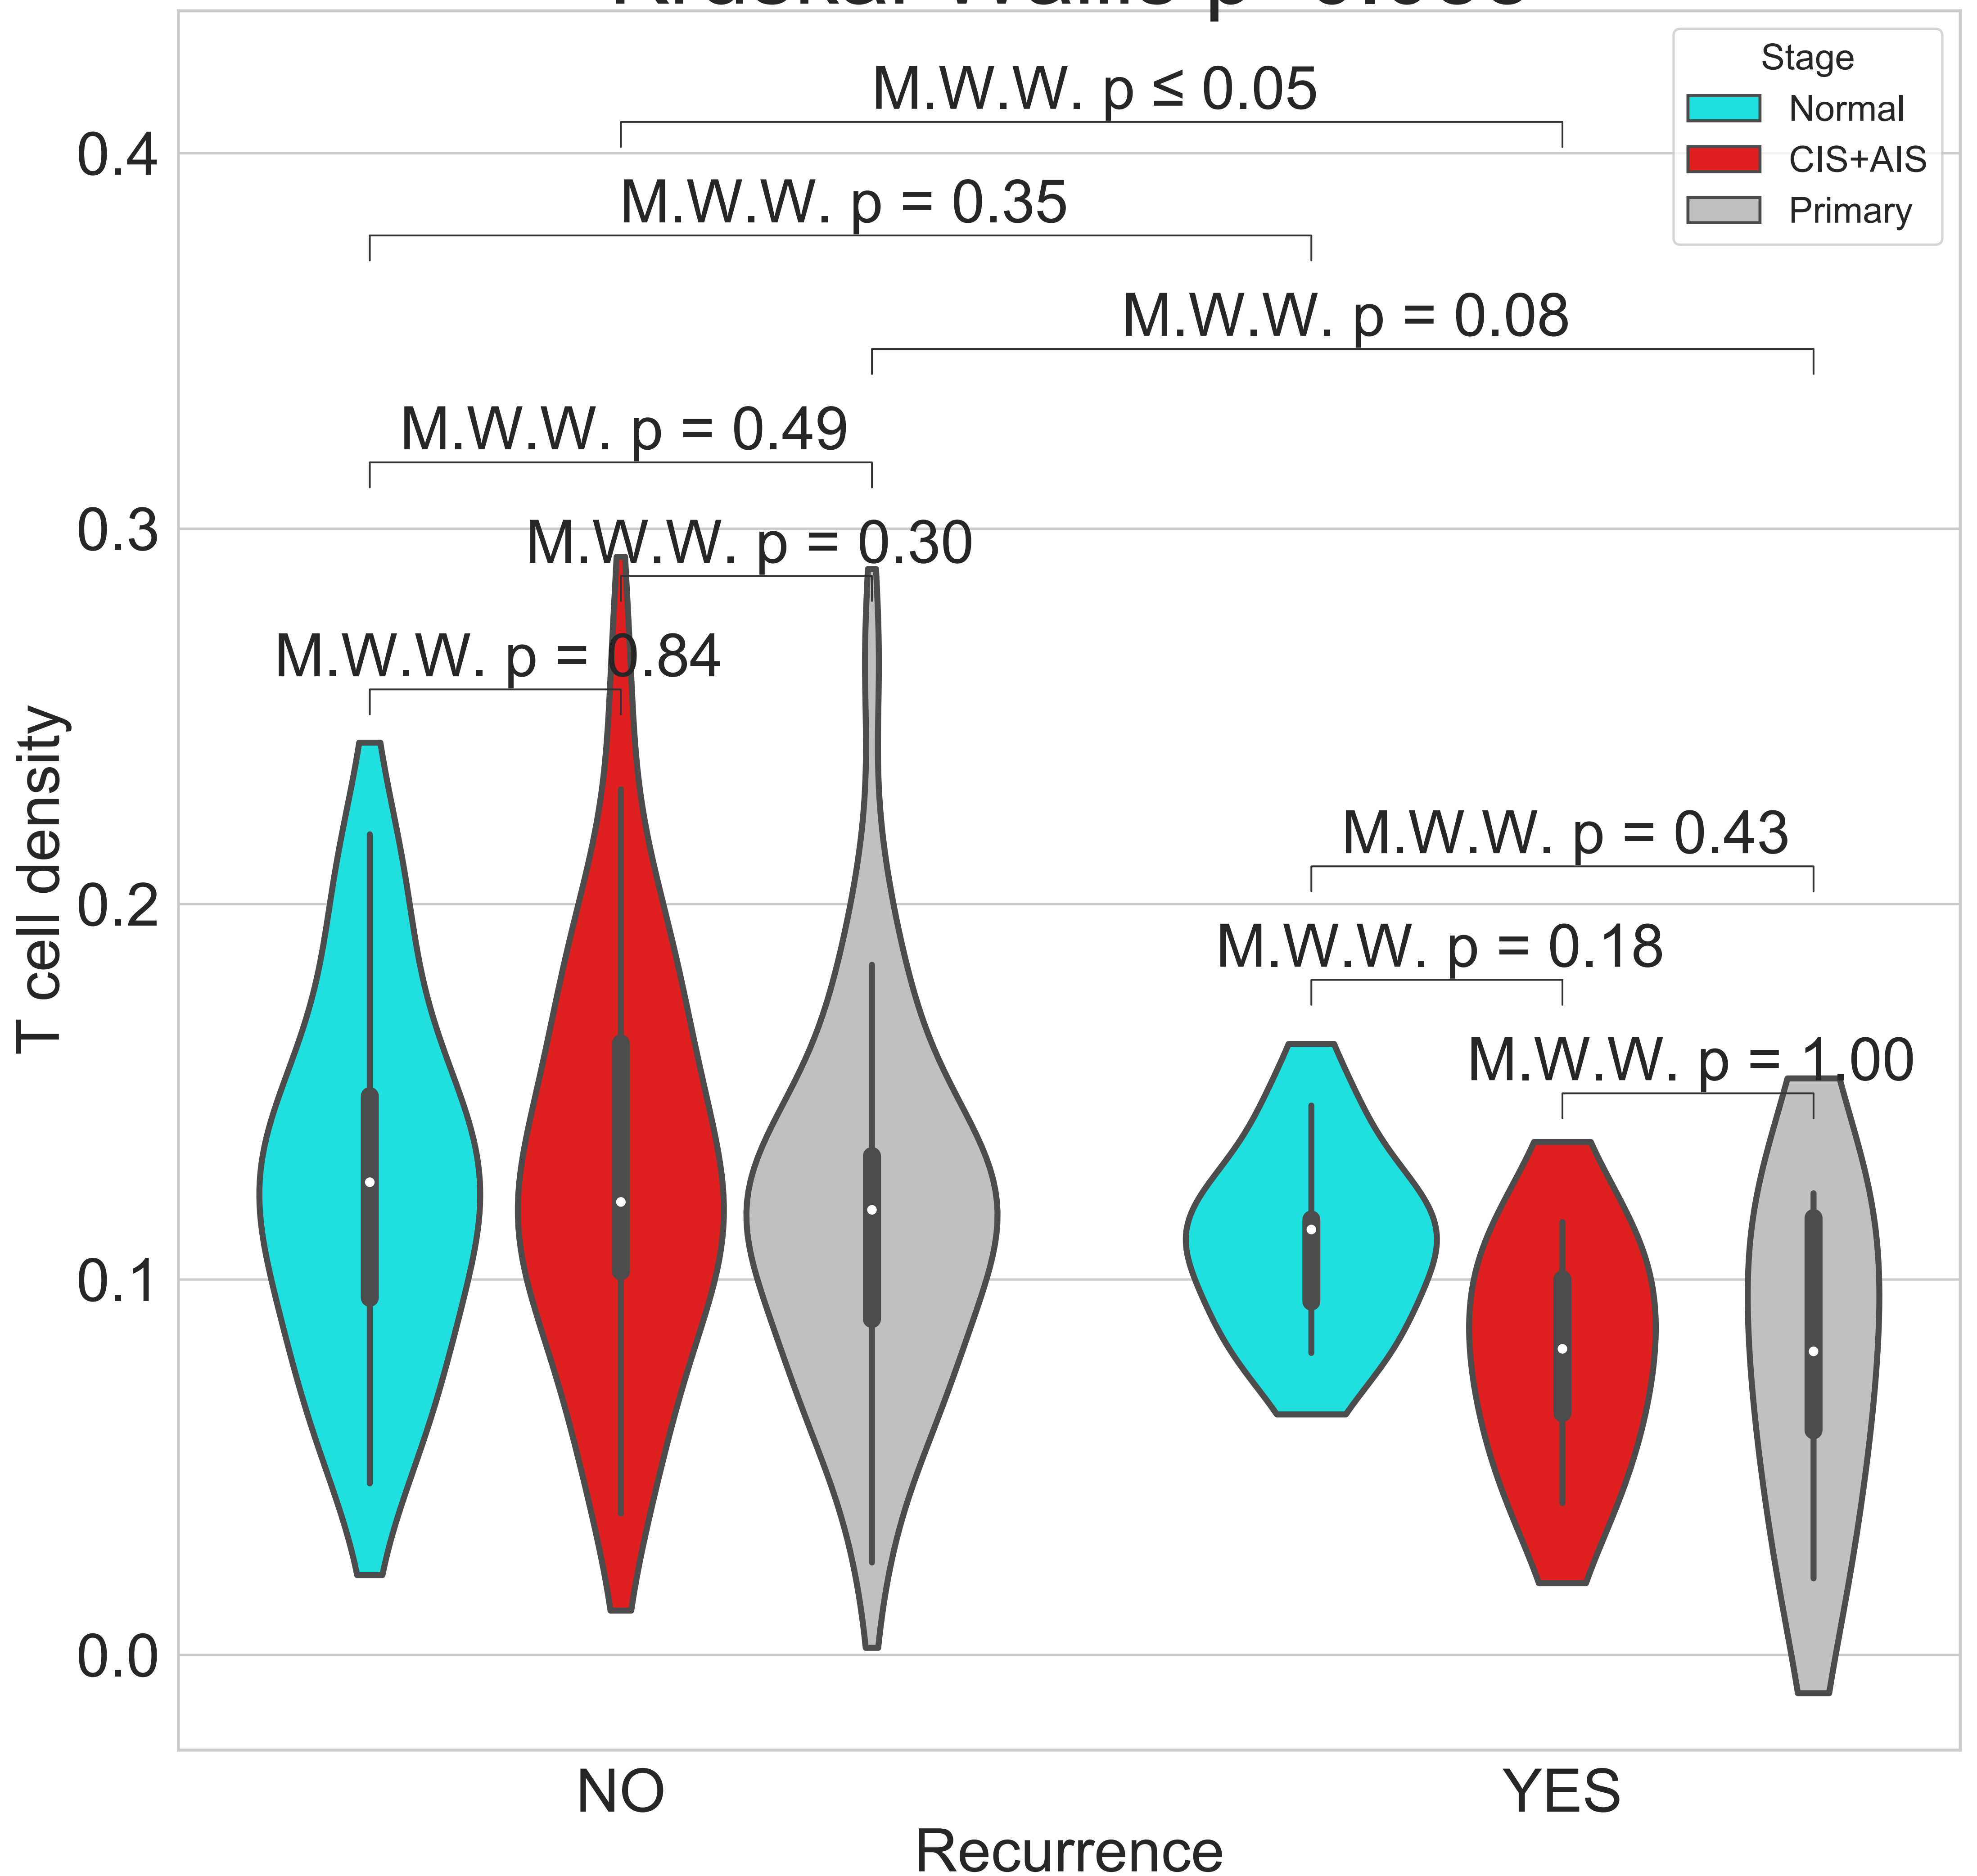 Stage
Normal
CIS+AIS
Primary
M.W.W. p ≤ 0.05
M.W.W. p = 0.35
M.W.W. p = 0.08
M.W.W. p = 0.49
M.W.W. p = 0.30
M.W.W. p = 0.84
M.W.W. p = 0.43
M.W.W. p = 0.18
M.W.W. p = 1.00
0.4
0.3
0.2
0.1
0.0
T cell density
NO
YES
Recurrence